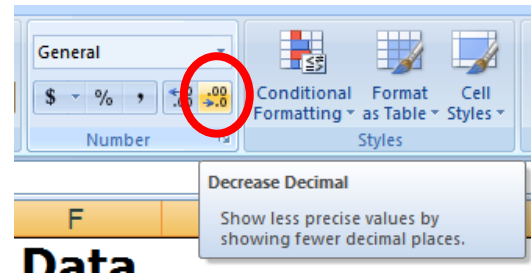 General
$ % , .00 .00
→.0
Conditional Format Cell
Formatting as Table Styles
Number Styles
Decrease Decimal
Show less precise values by
showing fewer decimal places.
F
Data